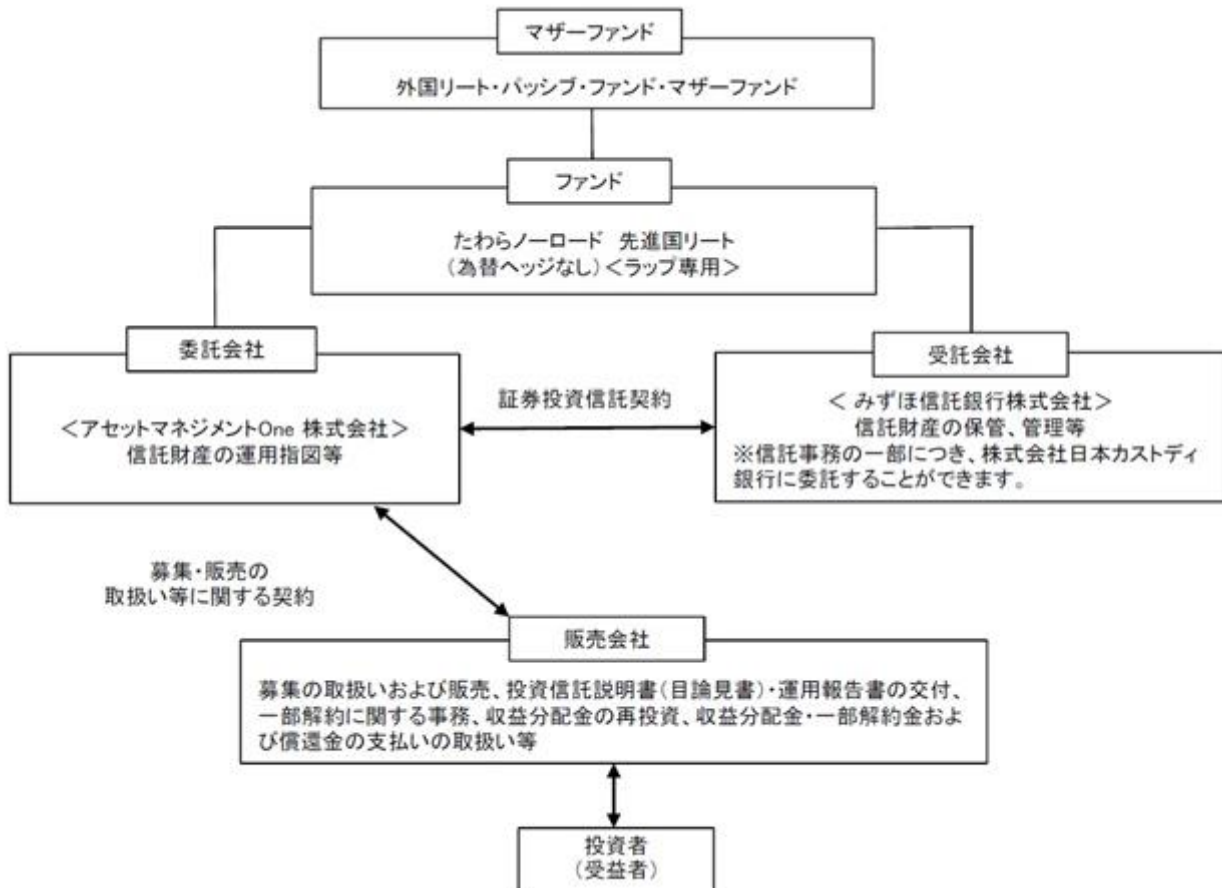 マザーファンド
外国リート・パッシブ・ファンド・マザーファンド
ファンド
たわらノーロード　先進国リート
（為替ヘッジなし）＜ラップ専用＞
委託会社
＜アセットマネジメントOne 株式会社＞
信託財産の運用指図等
証券投資信託契約
受託会社
＜ みずほ信託銀行株式会社＞
信託財産の保管、管理等
※信託事務の一部につき、株式会社日本カストディ
銀行に委託することができます。
募集・販売の
取扱い等に関する契約
販売会社
募集の取扱いおよび販売、投資信託説明書（目論見書）・運用報告書の交付、
一部解約に関する事務、収益分配金の再投資、収益分配金・一部解約金およ
び償還金の支払いの取扱い等
投資者
（受益者）